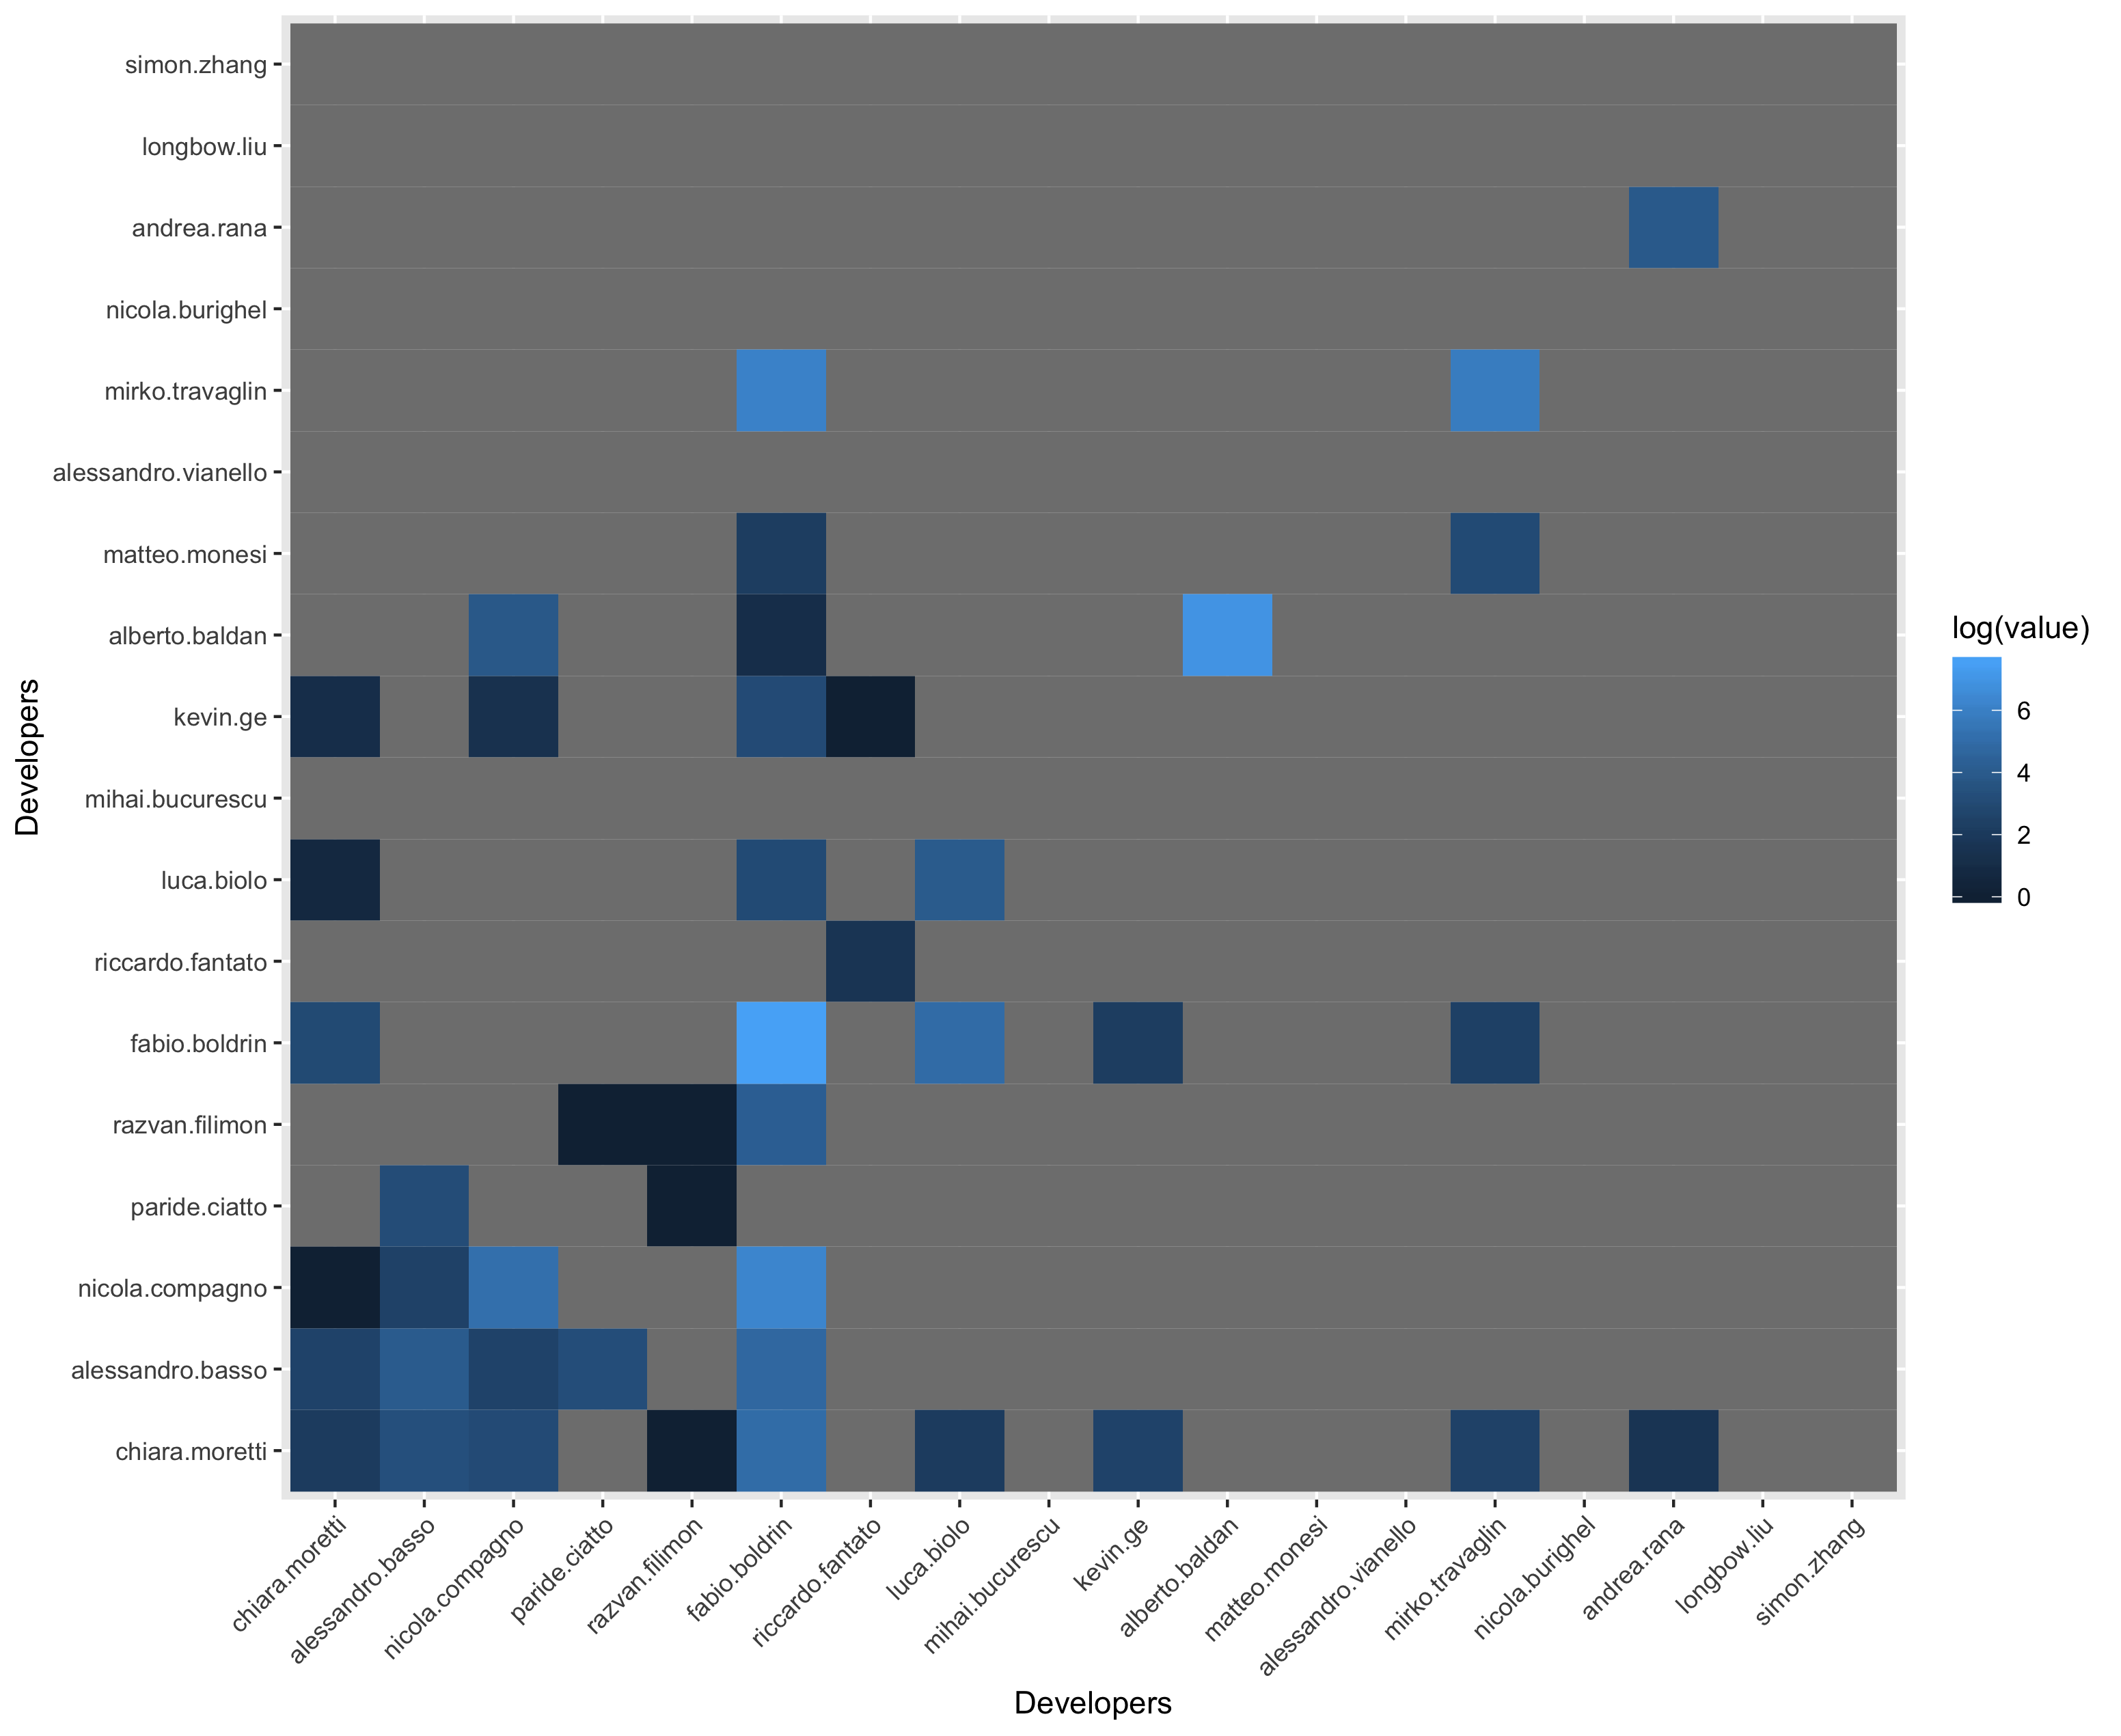 simon.zhang
longbow.liu
andrea.rana
nicola.burighel
mirko.travaglin
alessandro.vianello
matteo.monesi
alberto.baldan
kevin.ge
mihai.bucurescu
luca.biolo
riccardo.fantato
fabio.boldrin
razvan.filimon
paride.ciatto
nicola.compagno
alessandro.basso
chiara.moretti
Developers
chiara.moretti
alessandro.basso
nicola.compagno
paride.ciatto
razvan.filimon
fabio.boldrin
riccardo.fantato
luca.biolo
mihai.bucurescu
kevin.ge
alberto.baldan
matteo.monesi
alessandro.vianello
mirko.travaglin
nicola.burighel
andrea.rana
longbow.liu
simon.zhang
Developers
log(value)
6
4
2
0